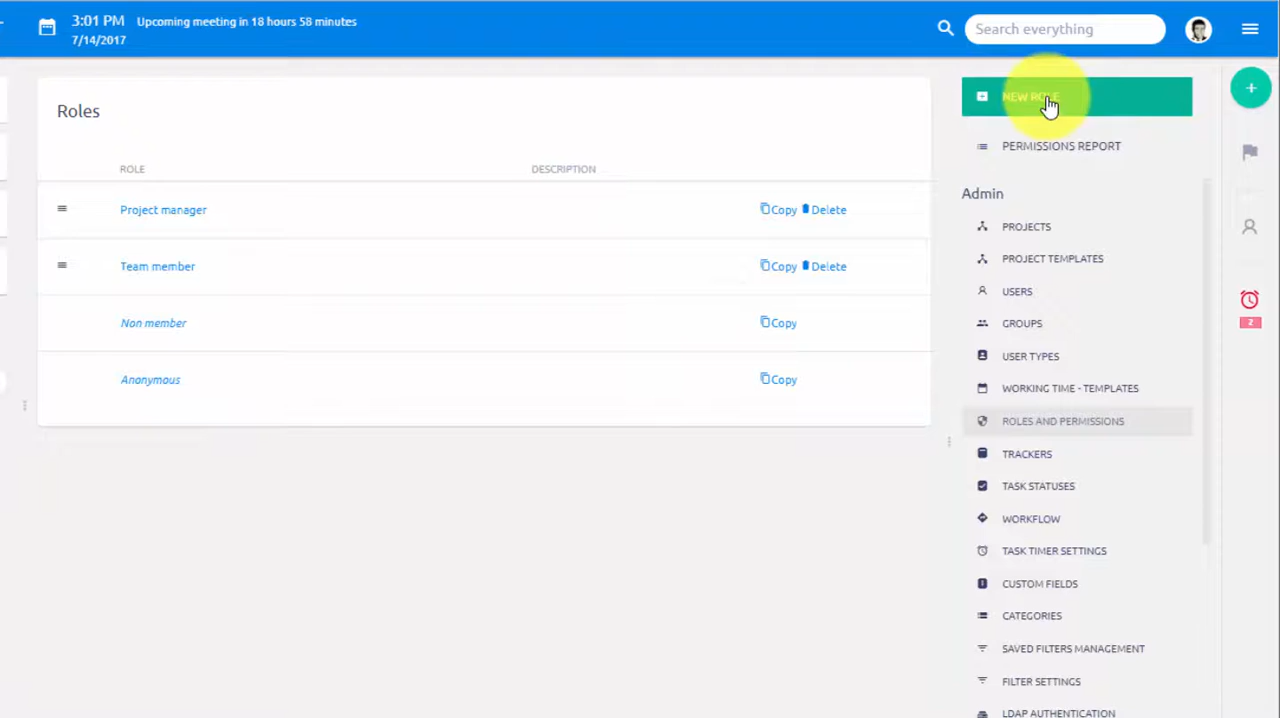 3:01 PM Upcoming meeting in 18 hours 58 minutes
7/14/2017
Search everything
Roles
ROLE DESCRIPTION
Project manager Copy Delete
Team member Copy Delete
Non member Copy
Anonymous Copy
NEW ROLE
PERMISSIONS REPORT
Admin
PROJECTS
PROJECT TEMPLATES
USERS
GROUPS
USER TYPES
WORKING TIME - TEMPLATES
ROLES AND PERMISSIONS
TRACKERS
TASK STATUSES
WORKFLOW
TASK TIMER SETTINGS
CUSTOM FIELDS
CATEGORIES
SAVED FILTERS MANAGEMENT
FILTER SETTINGS
LDAP AUTHENTICATION
2